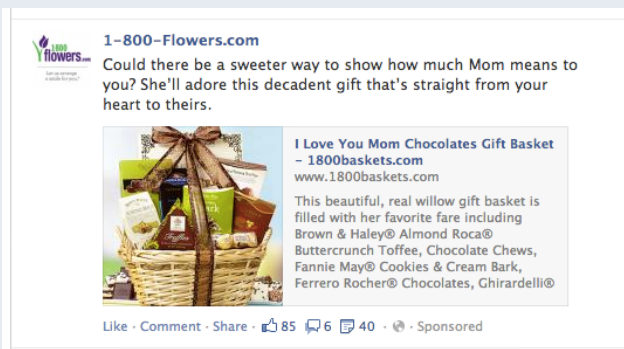 1-800-Flowers.com
1800
flowers.com
Could there be a sweeter way to show how much Mom means to
you? She'll adore this decadent gift that's straight from your
heart to theirs.
I Love You Mom Chocolates Gift Basket
– 1800baskets.com
www.1800baskets.com
This beautiful, real willow gift basket is
filled with her favorite fare including
Brown & Haley® Almond Roca®
Buttercrunch Toffee, Chocolate Chews,
Fannie May® Cookies & Cream Bark,
Ferrero Rocher® Chocolates, Ghirardelli®
Truffles
Like · Comment · Share · 85 6 40 · Sponsored